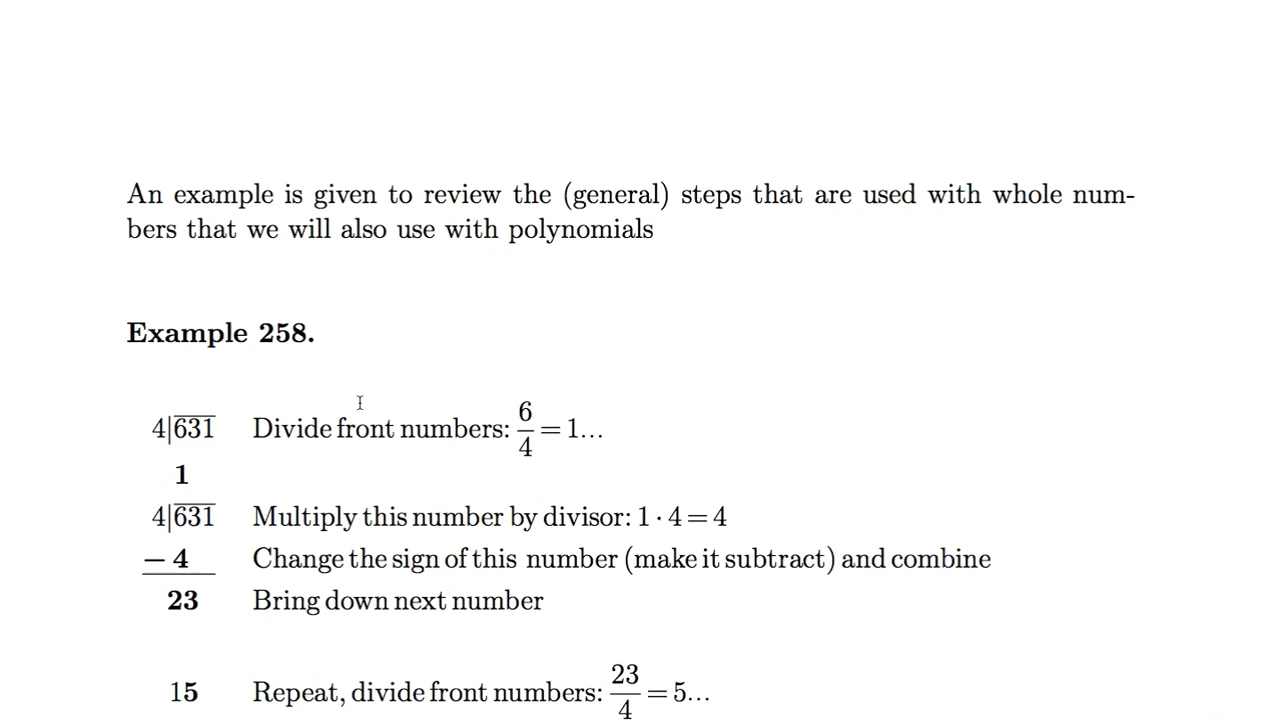 An example is given to review the (general) steps that are used with whole num-
bers that we will also use with polynomials
Example 258.
4|631 Divide front numbers: 6/4 = 1...
1
4|631 Multiply this number by divisor: 1 · 4 = 4
− 4 Change the sign of this number (make it subtract) and combine
23 Bring down next number
15 Repeat, divide front numbers: 23/4 = 5...